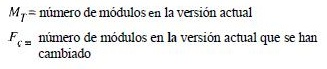 M_T = número de módulos en la versión actual
F_ç = número de módulos en la versión actual que se han
cambiado